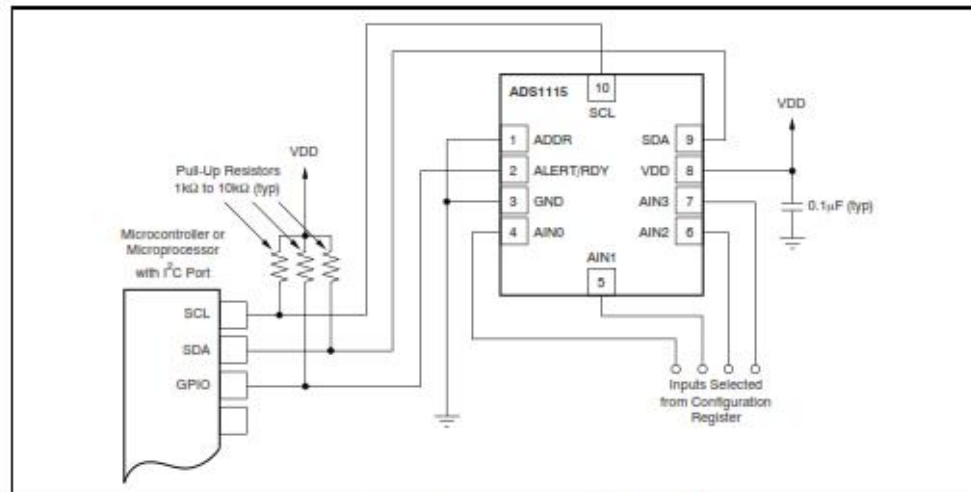 ADS1115
10
SCL
VDD
1
ADDR
SDA
9
VDD
2
ALERT/RDY
VDD
8
Pull-Up Resistors
1kΩ to 10kΩ (typ)
3
GND
AIN3
7
0.1μF (typ)
4
AIN0
AIN2
6
Microcontroller or
Microprocessor
with I²C Port
AIN1
5
SCL
SDA
GPIO
Inputs Selected
from Configuration
Register